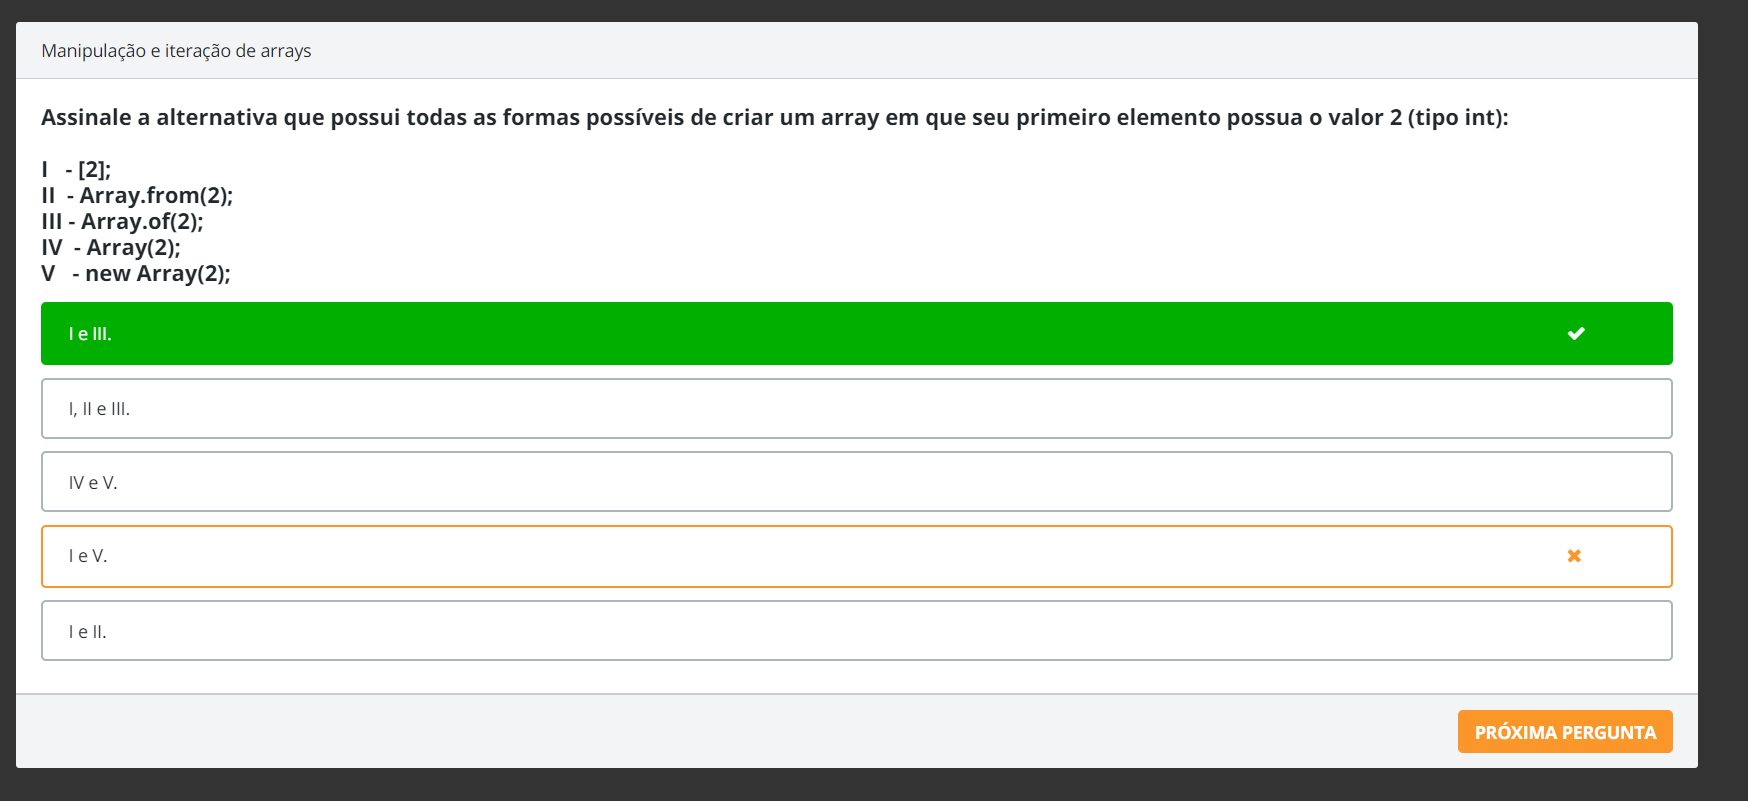 Manipulação e iteração de arrays
Assinale a alternativa que possui todas as formas possíveis de criar um array em que seu primeiro elemento possua o valor 2 (tipo int):
I - [2];
II - Array.from(2);
III - Array.of(2);
IV - Array(2);
V - new Array(2);
I e III.
I, II e III.
IV e V.
I e V.
I e II.
PRÓXIMA PERGUNTA